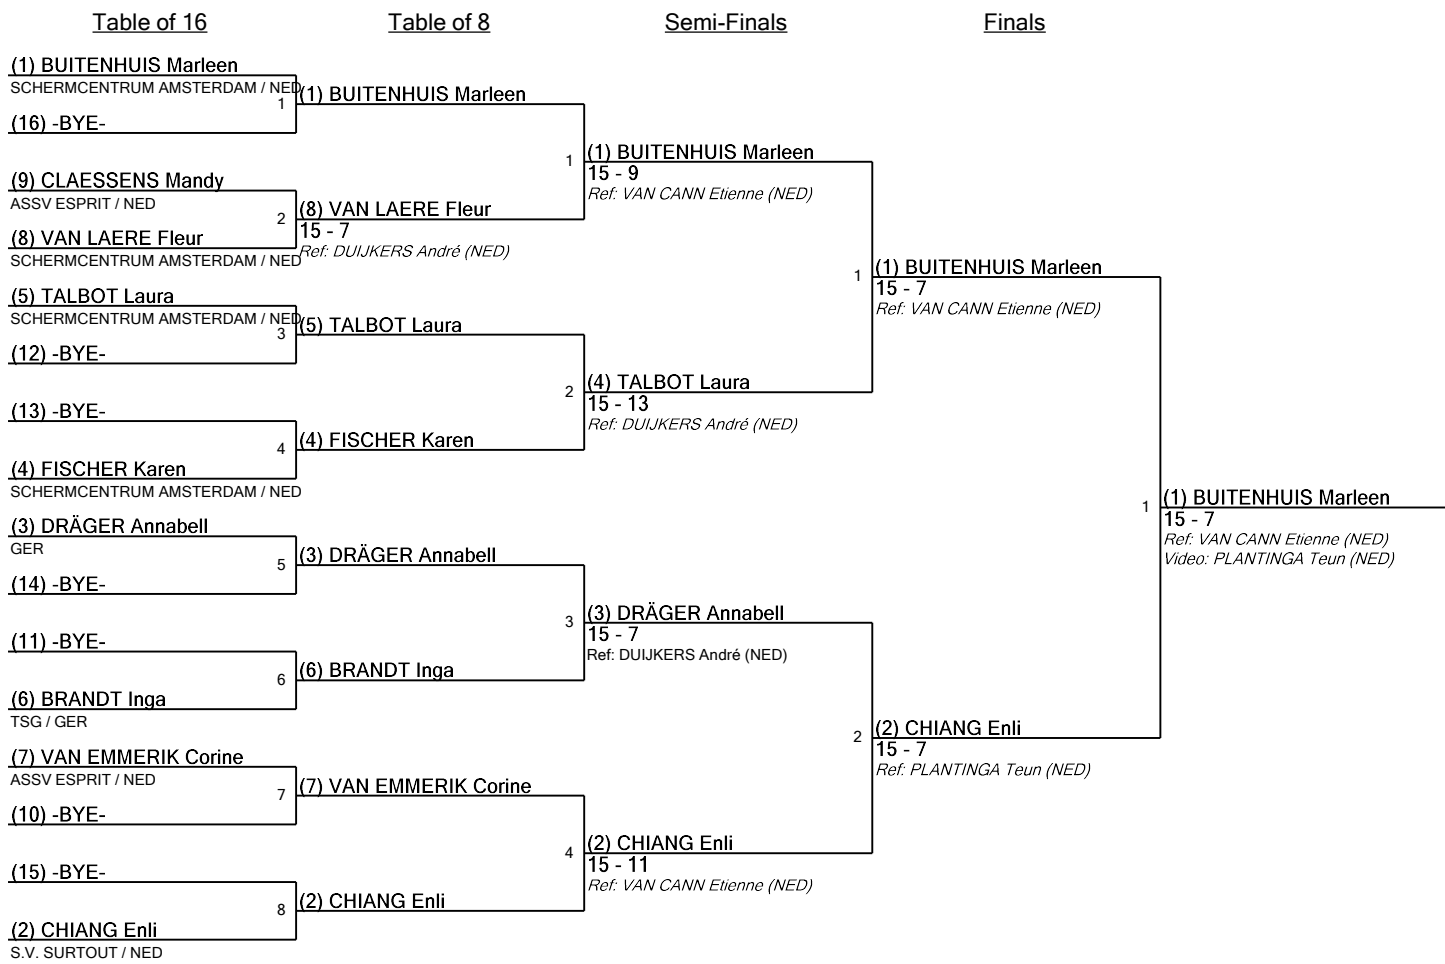 Table of 16
Table of 8
Semi-Finals
Finals
(1) BUITENHUIS Marleen
SCHERMCENTRUM AMSTERDAM / NED
1
(16) -BYE-
(9) CLAESSENS Mandy
ASSV ESPRIT / NED
2
(8) VAN LAERE Fleur
SCHERMCENTRUM AMSTERDAM / NED
(5) TALBOT Laura
SCHERMCENTRUM AMSTERDAM / NED
3
(12) -BYE-
(13) -BYE-
4
(4) FISCHER Karen
SCHERMCENTRUM AMSTERDAM / NED
(3) DRÄGER Annabell
GER
5
(14) -BYE-
(11) -BYE-
6
(6) BRANDT Inga
TSG / GER
(7) VAN EMMERIK Corine
ASSV ESPRIT / NED
7
(10) -BYE-
(15) -BYE-
8
(2) CHIANG Enli
S.V. SURTOUT / NED
(1) BUITENHUIS Marleen
1
(8) VAN LAERE Fleur
15 - 7
Ref: DUIJKERS André (NED)
(5) TALBOT Laura
2
(4) FISCHER Karen
(3) DRÄGER Annabell
3
(6) BRANDT Inga
(7) VAN EMMERIK Corine
4
(2) CHIANG Enli
(1) BUITENHUIS Marleen
15 - 9
Ref: VAN CANN Etienne (NED)
1
(4) TALBOT Laura
15 - 13
Ref: DUIJKERS André (NED)
(3) DRÄGER Annabell
15 - 7
Ref: DUIJKERS André (NED)
2
(2) CHIANG Enli
15 - 11
Ref: VAN CANN Etienne (NED)
(1) BUITENHUIS Marleen
15 - 7
Ref: VAN CANN Etienne (NED)
1
(2) CHIANG Enli
15 - 7
Ref: PLANTINGA Teun (NED)
(1) BUITENHUIS Marleen
15 - 7
Ref: VAN CANN Etienne (NED)
Video: PLANTINGA Teun (NED)